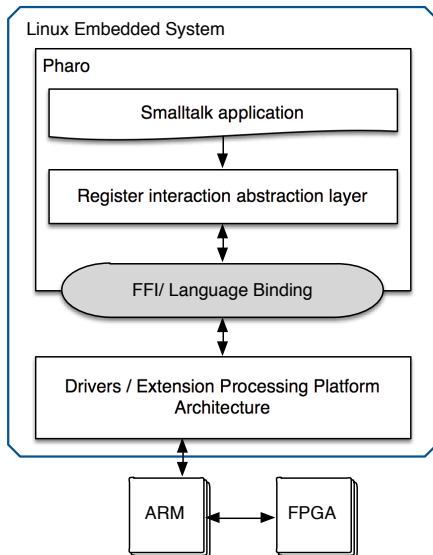 Linux Embedded System
Pharo
Smalltalk application
Register interaction abstraction layer
FFI/ Language Binding
Drivers / Extension Processing Platform
Architecture
ARM
FPGA